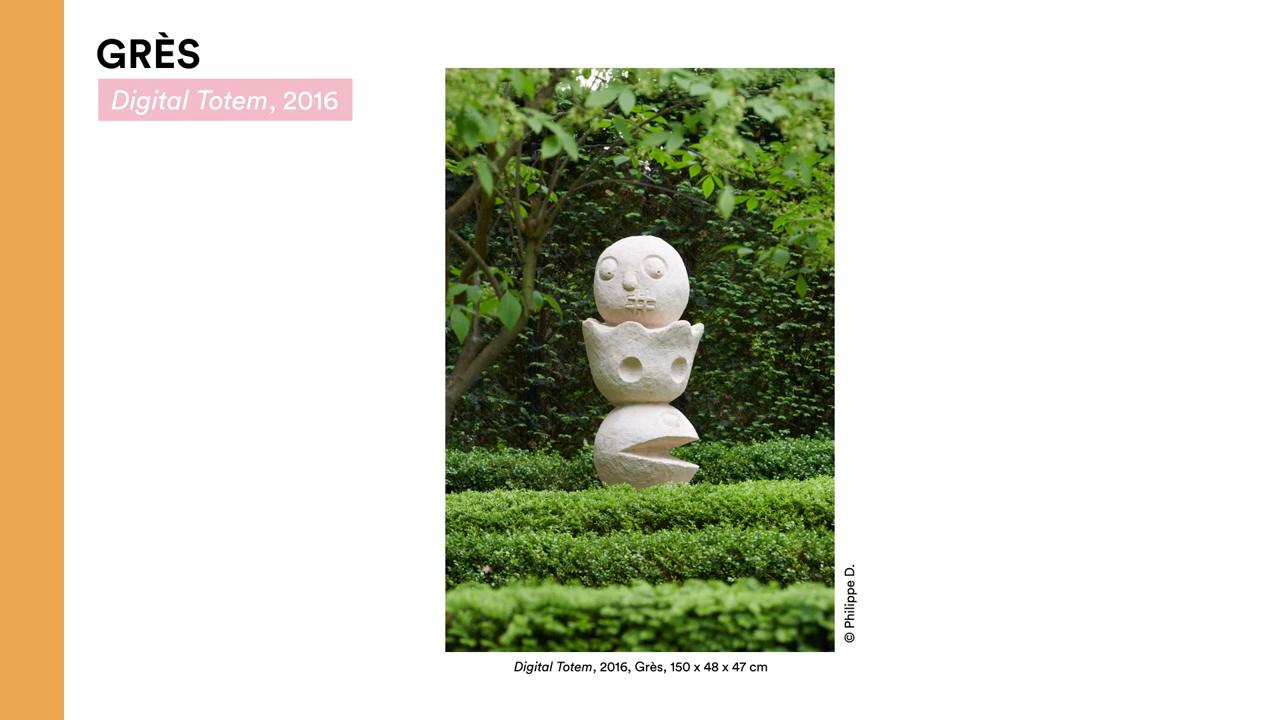 GRÈS
Digital Totem, 2016
© Philippe D.
Digital Totem, 2016, Grès, 150 x 48 x 47 cm